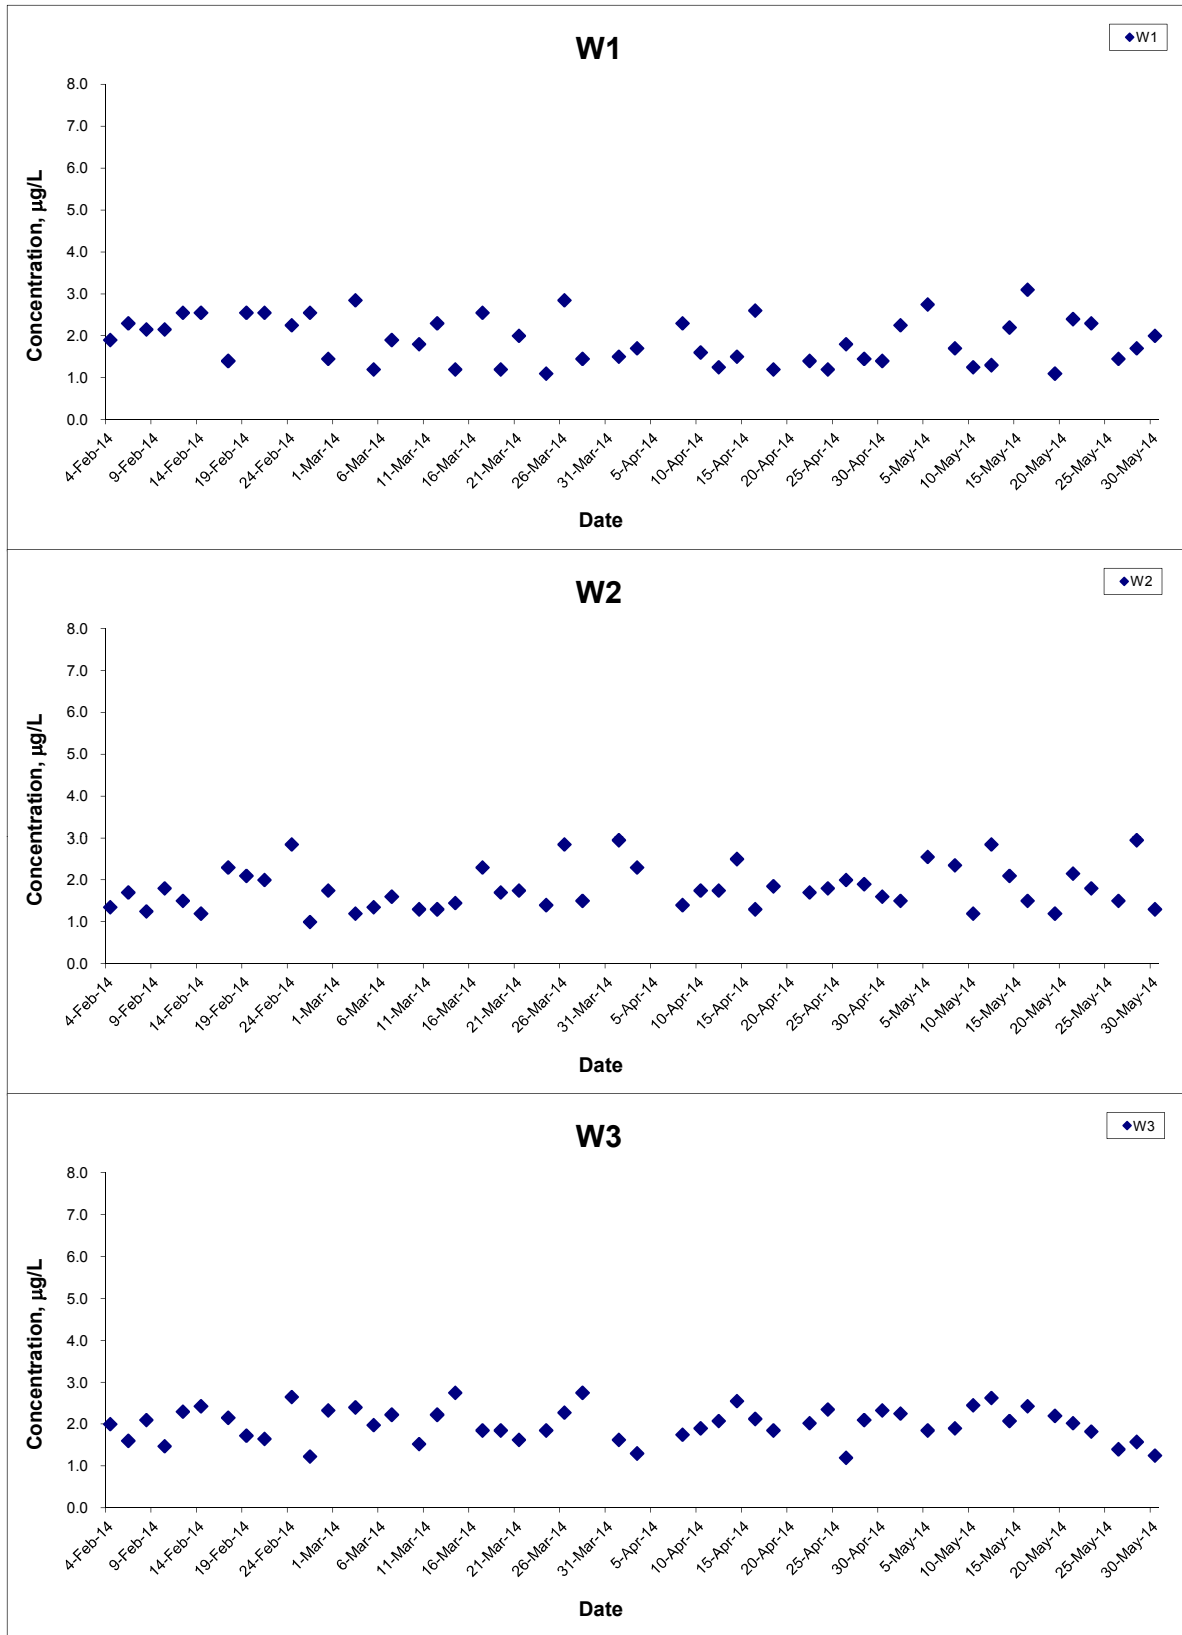 W1
W1
8.0
7.0
6.0
5.0
4.0
3.0
2.0
1.0
0.0
Concentration, µg/L
4-Feb-14
9-Feb-14
14-Feb-14
19-Feb-14
24-Feb-14
1-Mar-14
6-Mar-14
11-Mar-14
16-Mar-14
21-Mar-14
26-Mar-14
31-Mar-14
5-Apr-14
10-Apr-14
15-Apr-14
20-Apr-14
25-Apr-14
30-Apr-14
5-May-14
10-May-14
15-May-14
20-May-14
25-May-14
30-May-14
Date
W2
W2
8.0
7.0
6.0
5.0
4.0
3.0
2.0
1.0
0.0
Concentration, µg/L
4-Feb-14
9-Feb-14
14-Feb-14
19-Feb-14
24-Feb-14
1-Mar-14
6-Mar-14
11-Mar-14
16-Mar-14
21-Mar-14
26-Mar-14
31-Mar-14
5-Apr-14
10-Apr-14
15-Apr-14
20-Apr-14
25-Apr-14
30-Apr-14
5-May-14
10-May-14
15-May-14
20-May-14
25-May-14
30-May-14
Date
W3
W3
8.0
7.0
6.0
5.0
4.0
3.0
2.0
1.0
0.0
Concentration, µg/L
4-Feb-14
9-Feb-14
14-Feb-14
19-Feb-14
24-Feb-14
1-Mar-14
6-Mar-14
11-Mar-14
16-Mar-14
21-Mar-14
26-Mar-14
31-Mar-14
5-Apr-14
10-Apr-14
15-Apr-14
20-Apr-14
25-Apr-14
30-Apr-14
5-May-14
10-May-14
15-May-14
20-May-14
25-May-14
30-May-14
Date